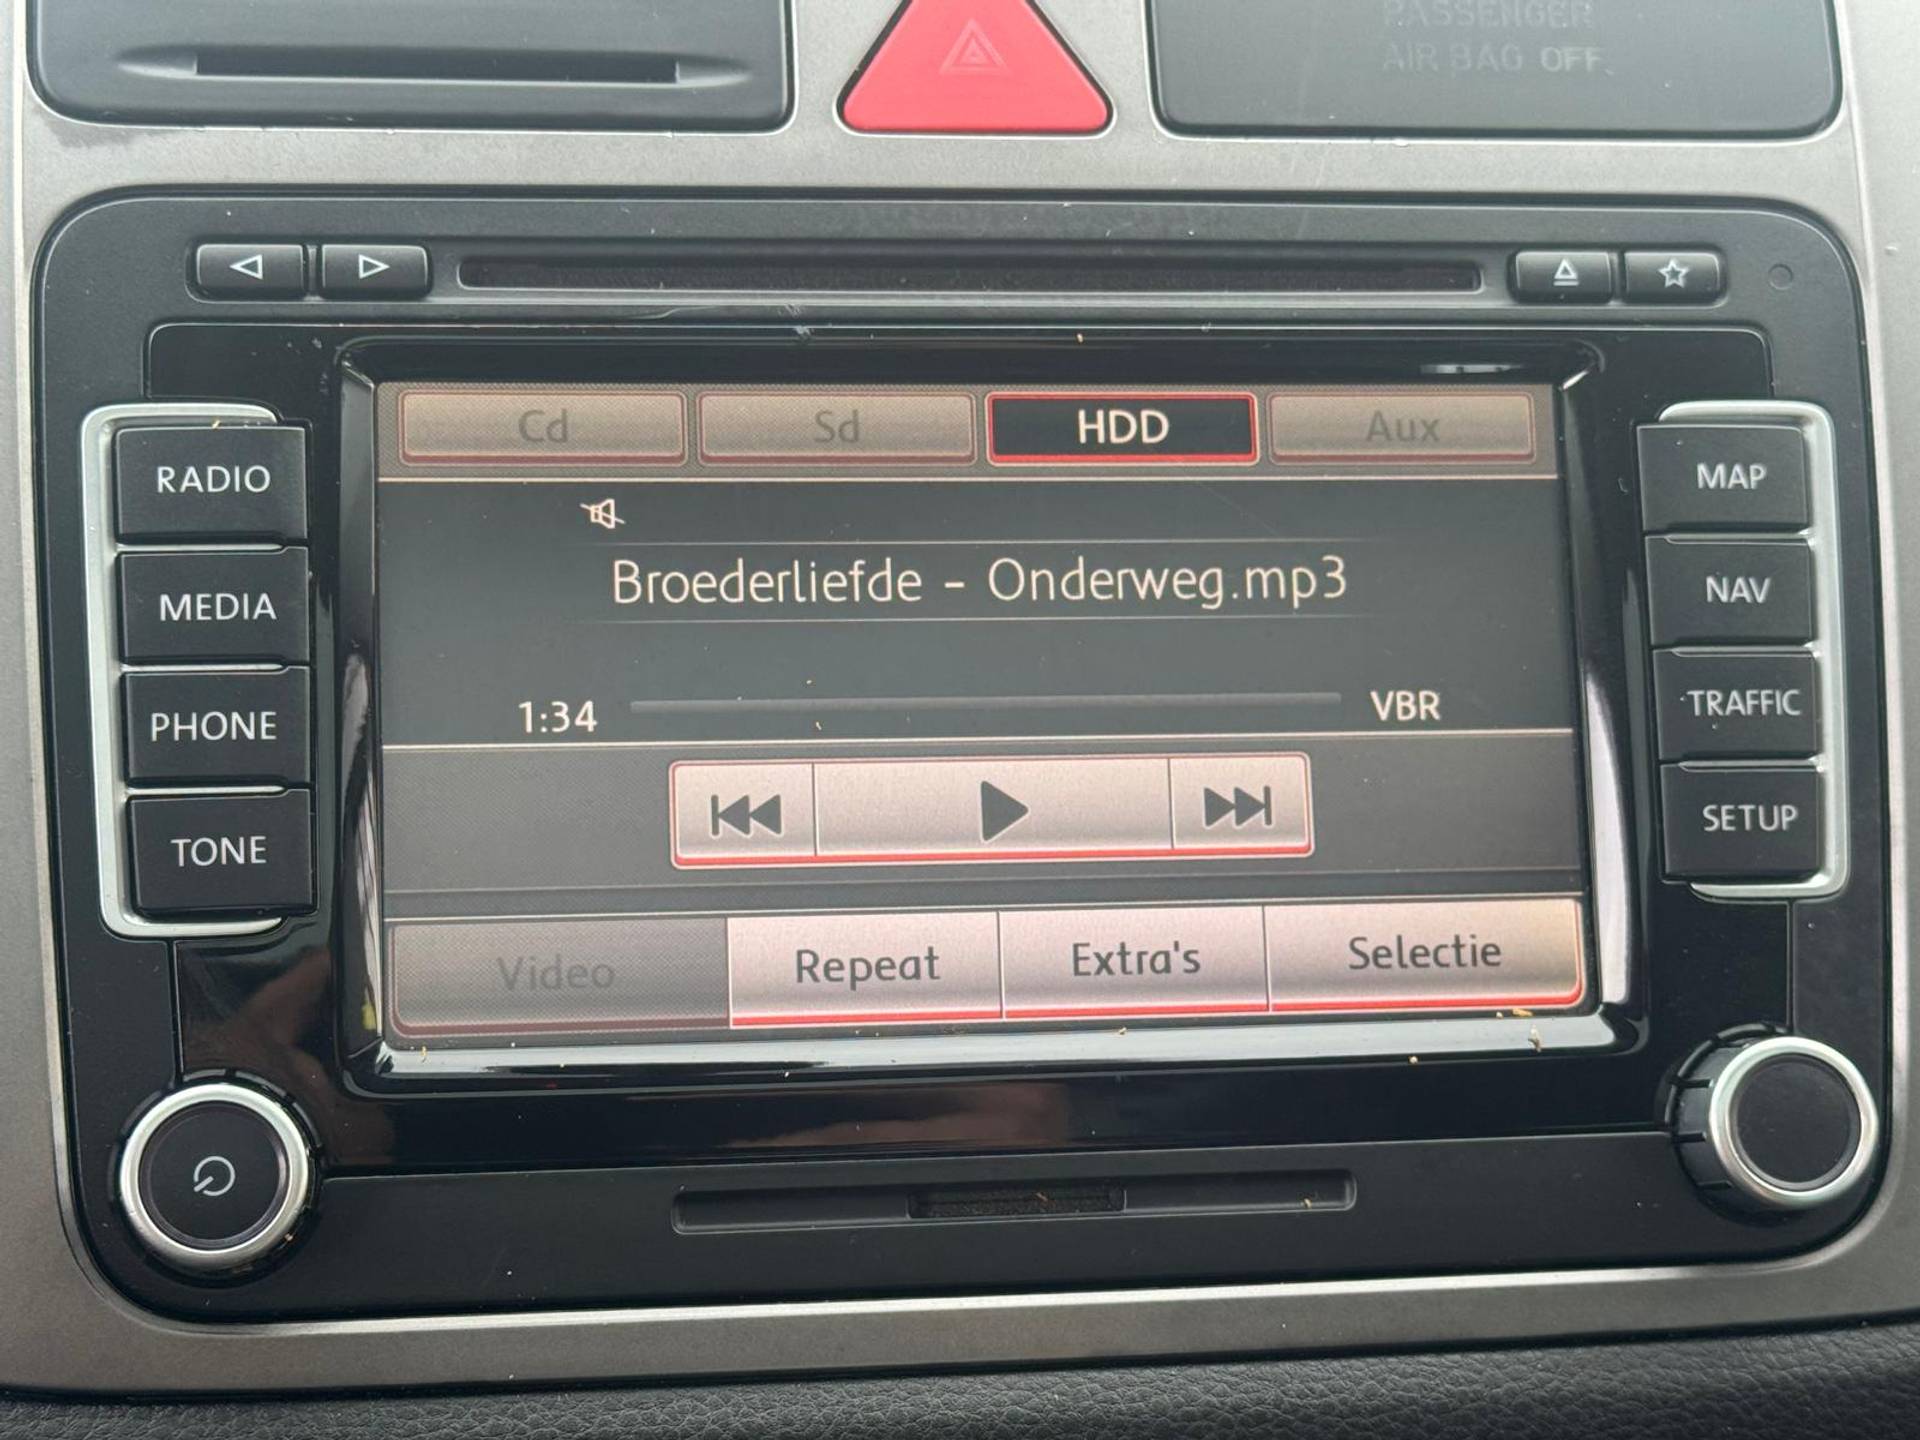 PASSENGER
AIR BAG OFF
Cd Sd HDD Aux
RADIO
MEDIA
PHONE
TONE
Broederliefde - Onderweg.mp3
1:34 VBR
Video Repeat Extra's Selectie
MAP
NAV
TRAFFIC
SETUP